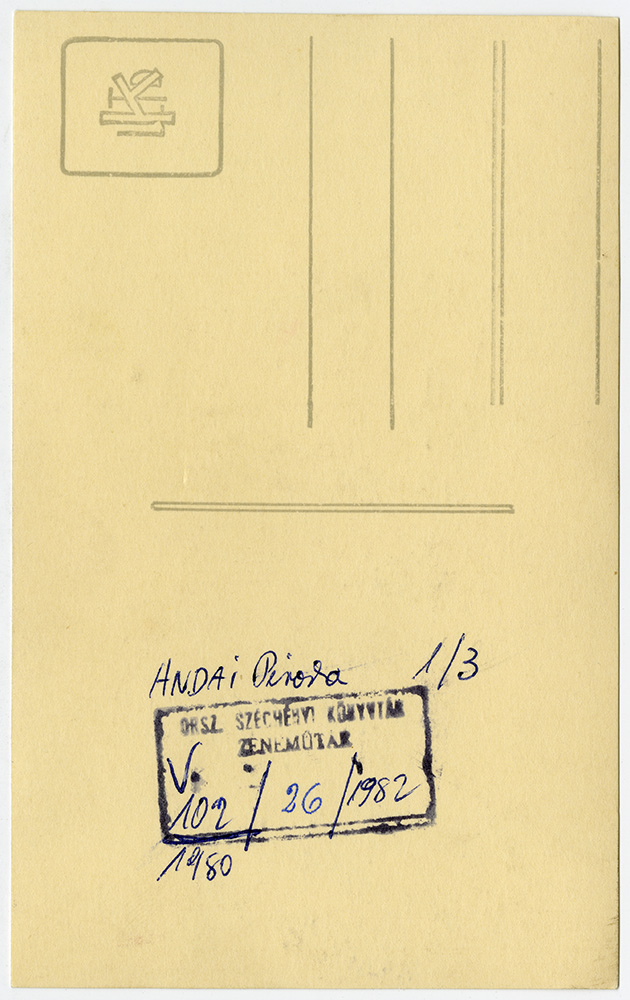 ANDAI Piroska 1/3
ORSZ. SZÉCHÉNYI KÖNYVTÁR
ZENEMŰTÁR
V.
102 / 26 / 1982
1980